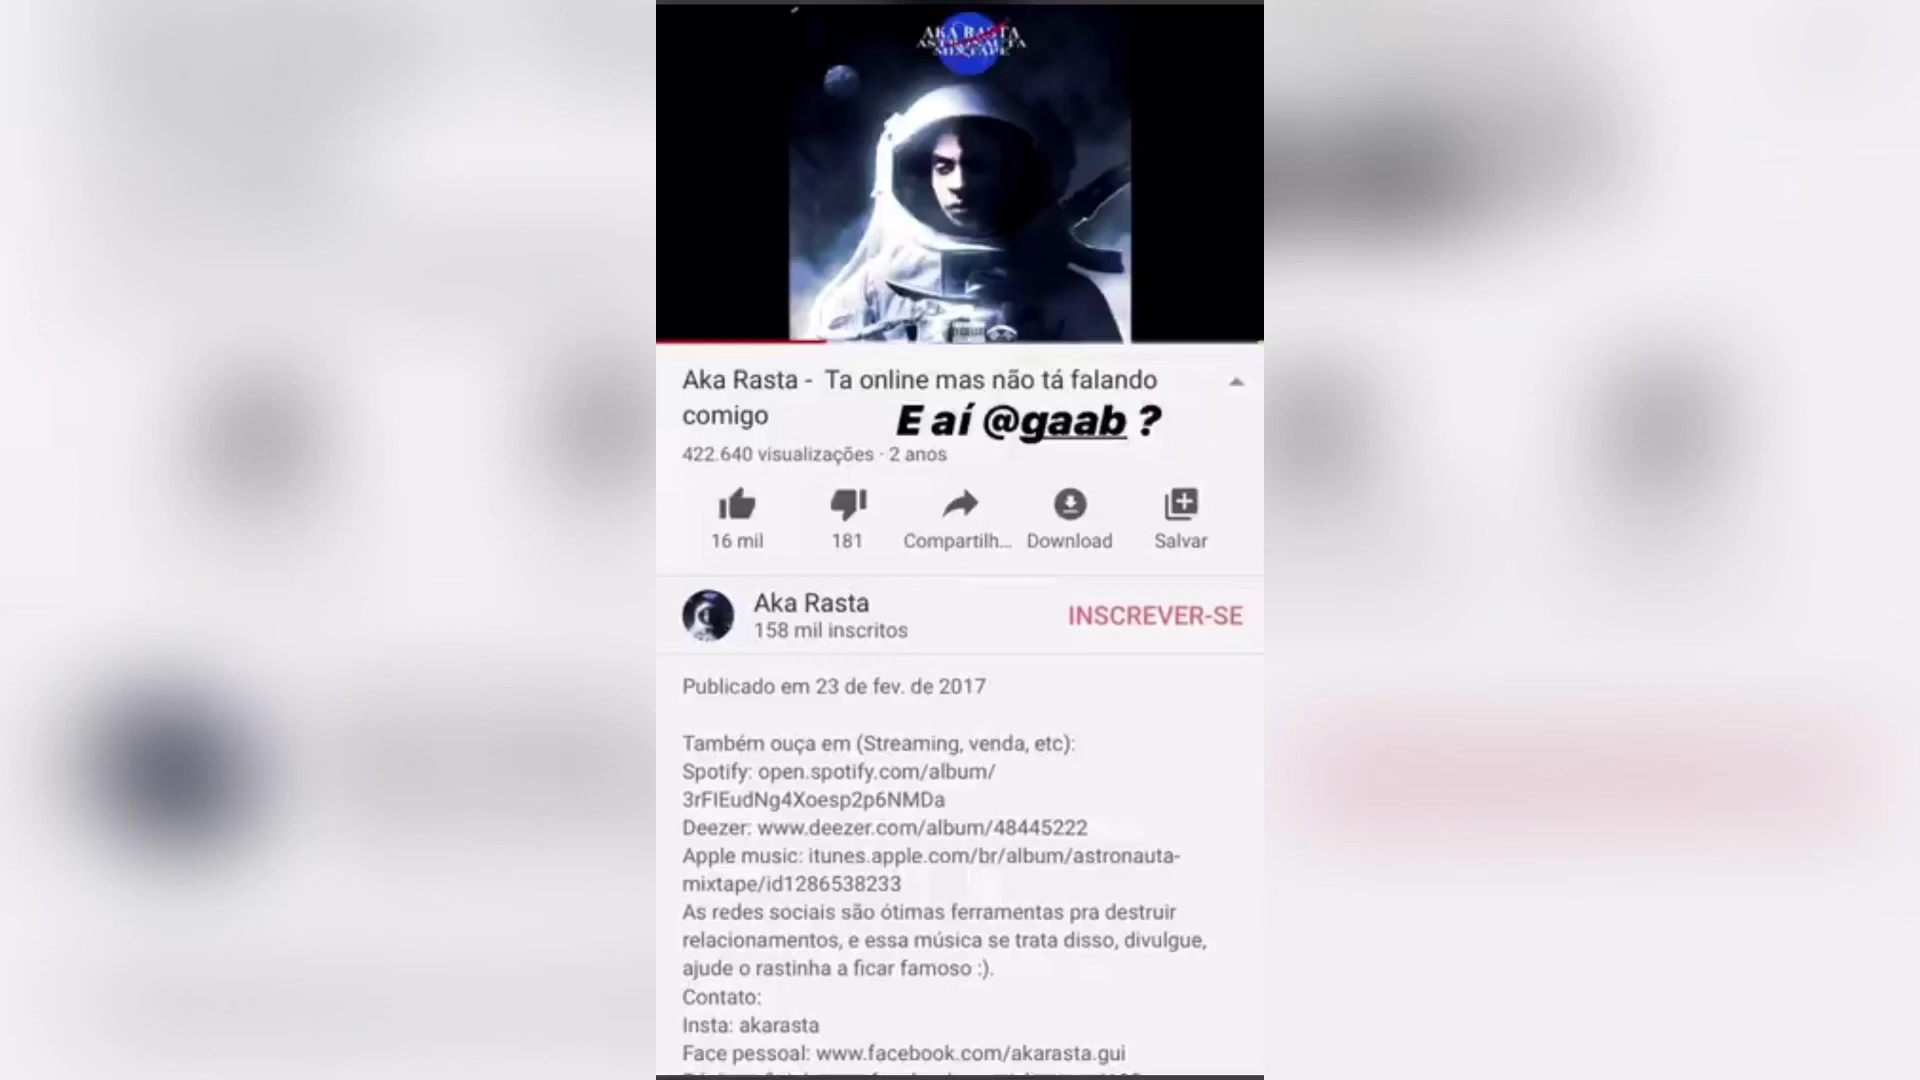 AKA RASTA
ASTRONAUTA
MIXTAPE
Aka Rasta - Ta online mas não tá falando
comigo
E aí @gaab ?
422.640 visualizações · 2 anos
16 mil
181
Compartilh...
Download
Salvar
Aka Rasta
158 mil inscritos
INSCREVER-SE
Publicado em 23 de fev. de 2017
Também ouça em (Streaming, venda, etc):
Spotify: open.spotify.com/album/
3rFIEudNg4Xoesp2p6NMDa
Deezer: www.deezer.com/album/48445222
Apple music: itunes.apple.com/br/album/astronauta-
mixtape/id1286538233
As redes sociais são ótimas ferramentas pra destruir
relacionamentos, e essa música se trata disso, divulgue,
ajude o rastinha a ficar famoso :).
Contato:
Insta: akarasta
Face pessoal: www.facebook.com/akarasta.gui